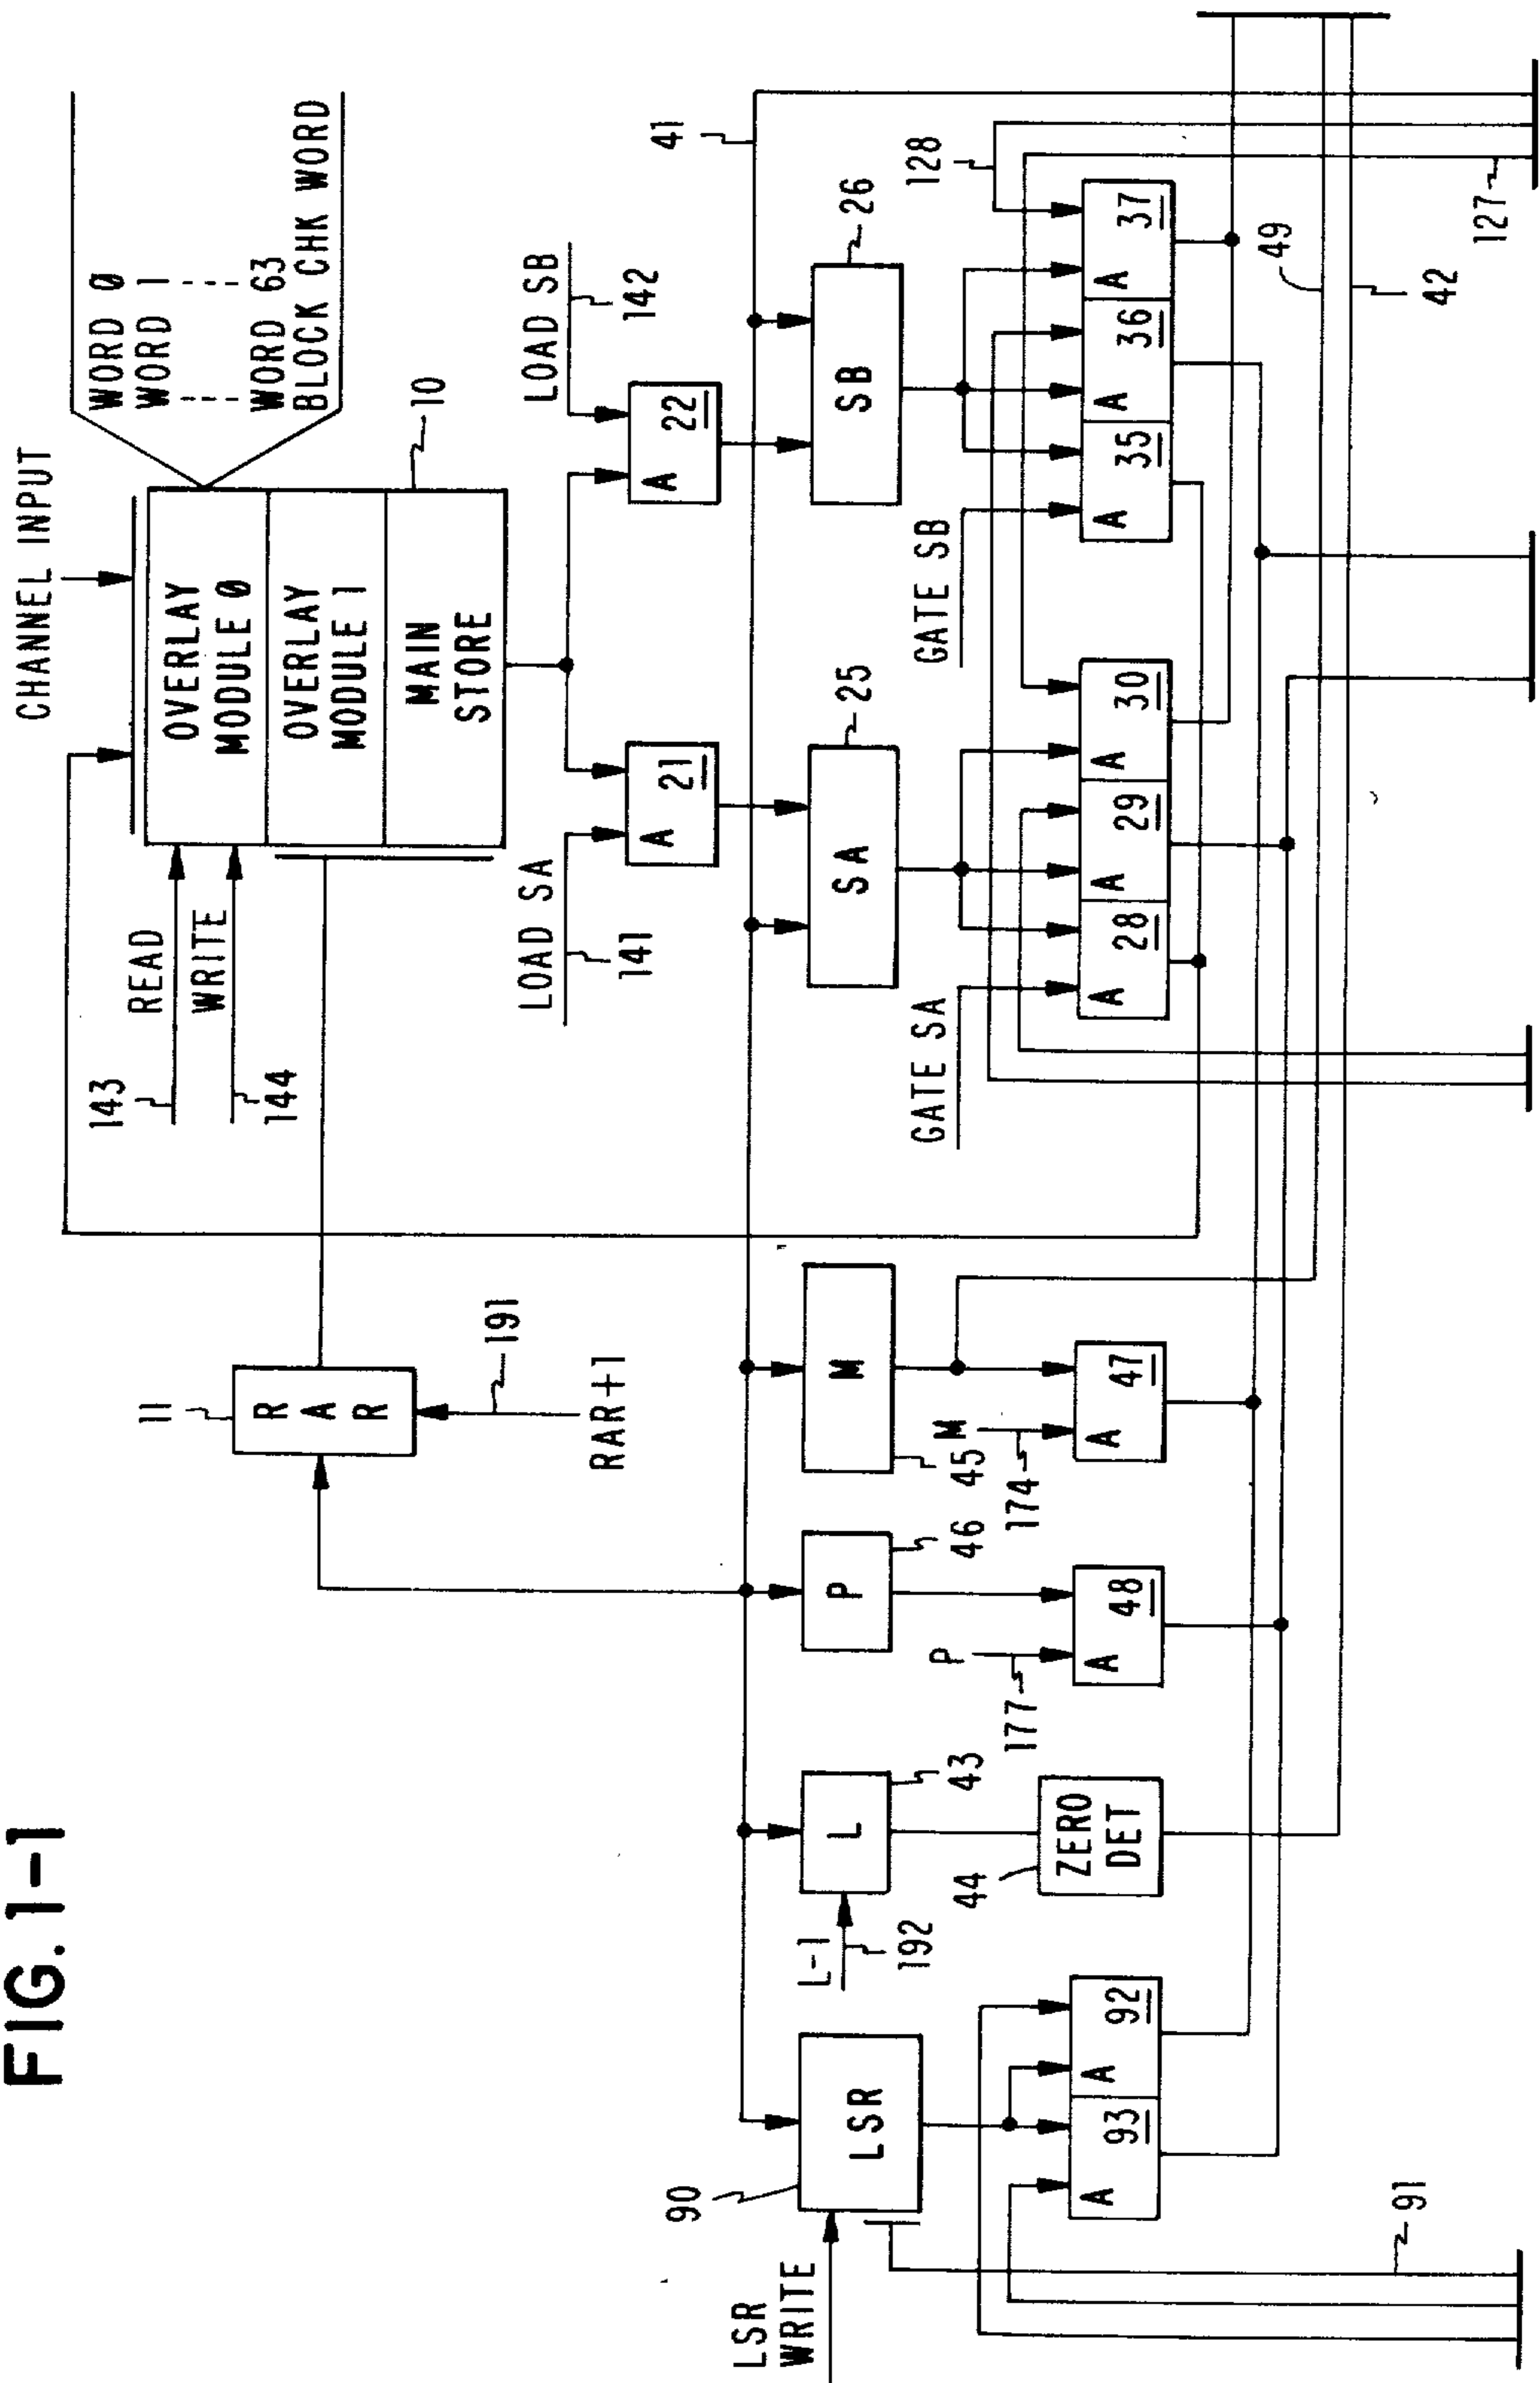 FIG. 1-1
CHANNEL INPUT
WORD 0
WORD 1
---- ----
WORD 63
BLOCK CHK WORD
OVERLAY
MODULE 0
OVERLAY
MODULE 1
MAIN
STORE
10
143
READ
WRITE
144
11
RAR
191
RAR+1
LOAD SA
141
A
21
LOAD SB
142
A
22
41
LSR
WRITE
90
LSR
L-1
192
L
43
P
46
M
45
SA
25
SB
26
128
91
A
93
A
92
44
ZERO
DET
P
177
A
48
M
174
A
47
GATE SA
A
28
A
29
A
30
GATE SB
A
35
A
36
A
37
49
42
127